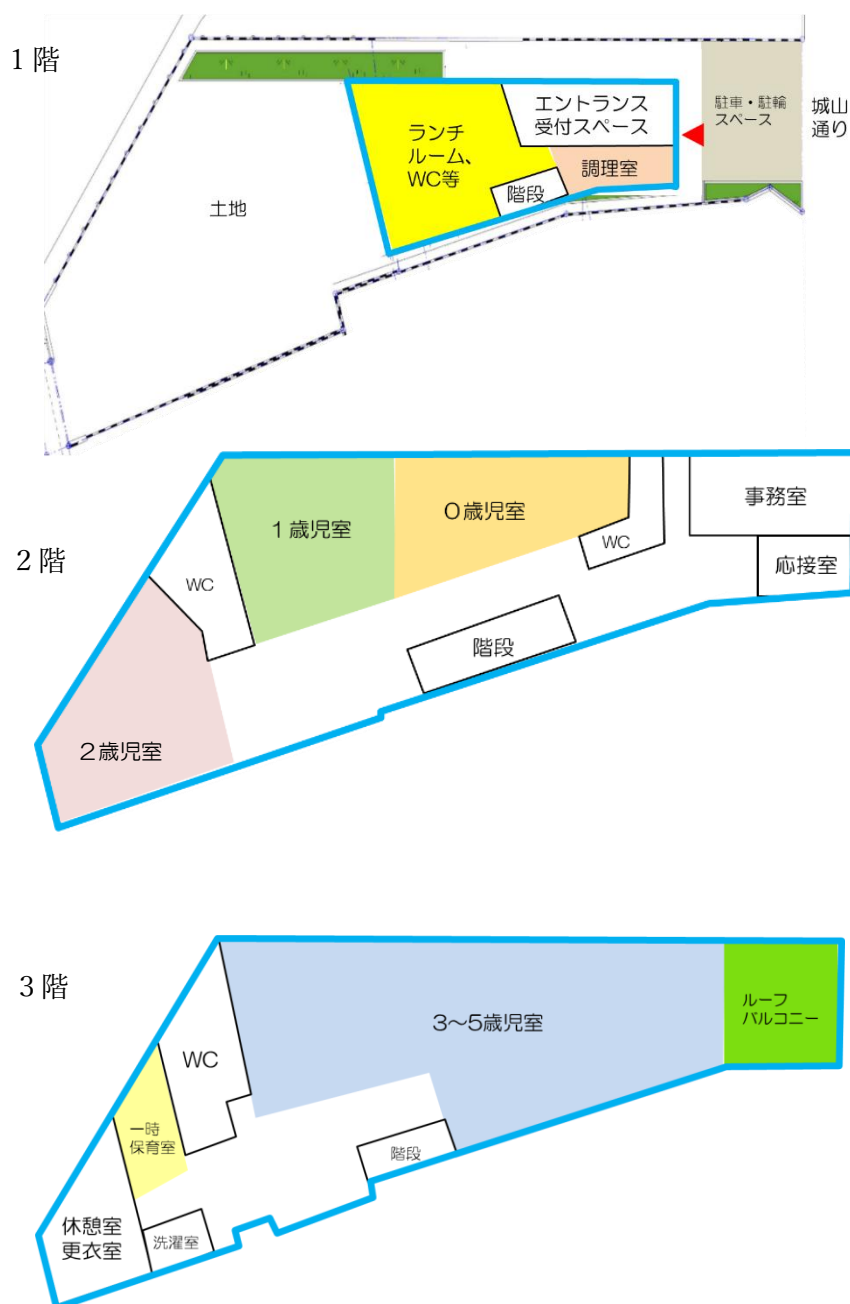 1階
エントランス
受付スペース
駐車・駐輪
スペース
城山
通り
ランチ
ルーム、
WC等
調理室
階段
土地
2階
1歳児室
0歳児室
事務室
WC
WC
応接室
階段
2歳児室
3階
ルーフ
バルコニー
3〜5歳児室
WC
一時
保育室
階段
休憩室
更衣室
洗濯室